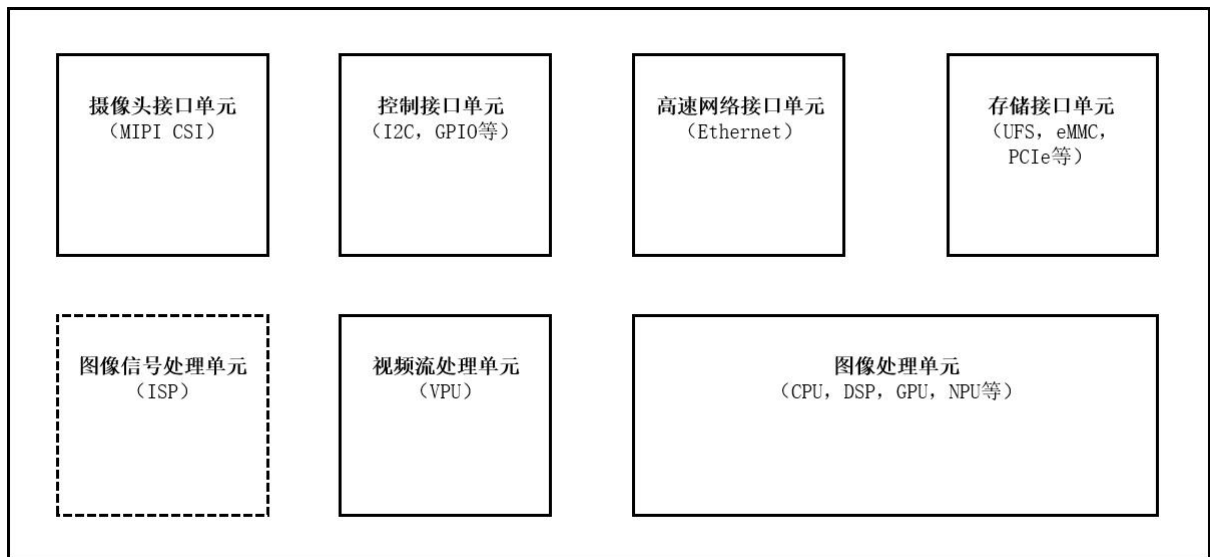 摄像头接口单元
（MIPI CSI）
控制接口单元
（I2C，GPIO等）
高速网络接口单元
（Ethernet）
存储接口单元
（UFS，eMMC，
PCIe等）
图像信号处理单元
（ISP）
视频流处理单元
（VPU）
图像处理单元
（CPU，DSP，GPU，NPU等）